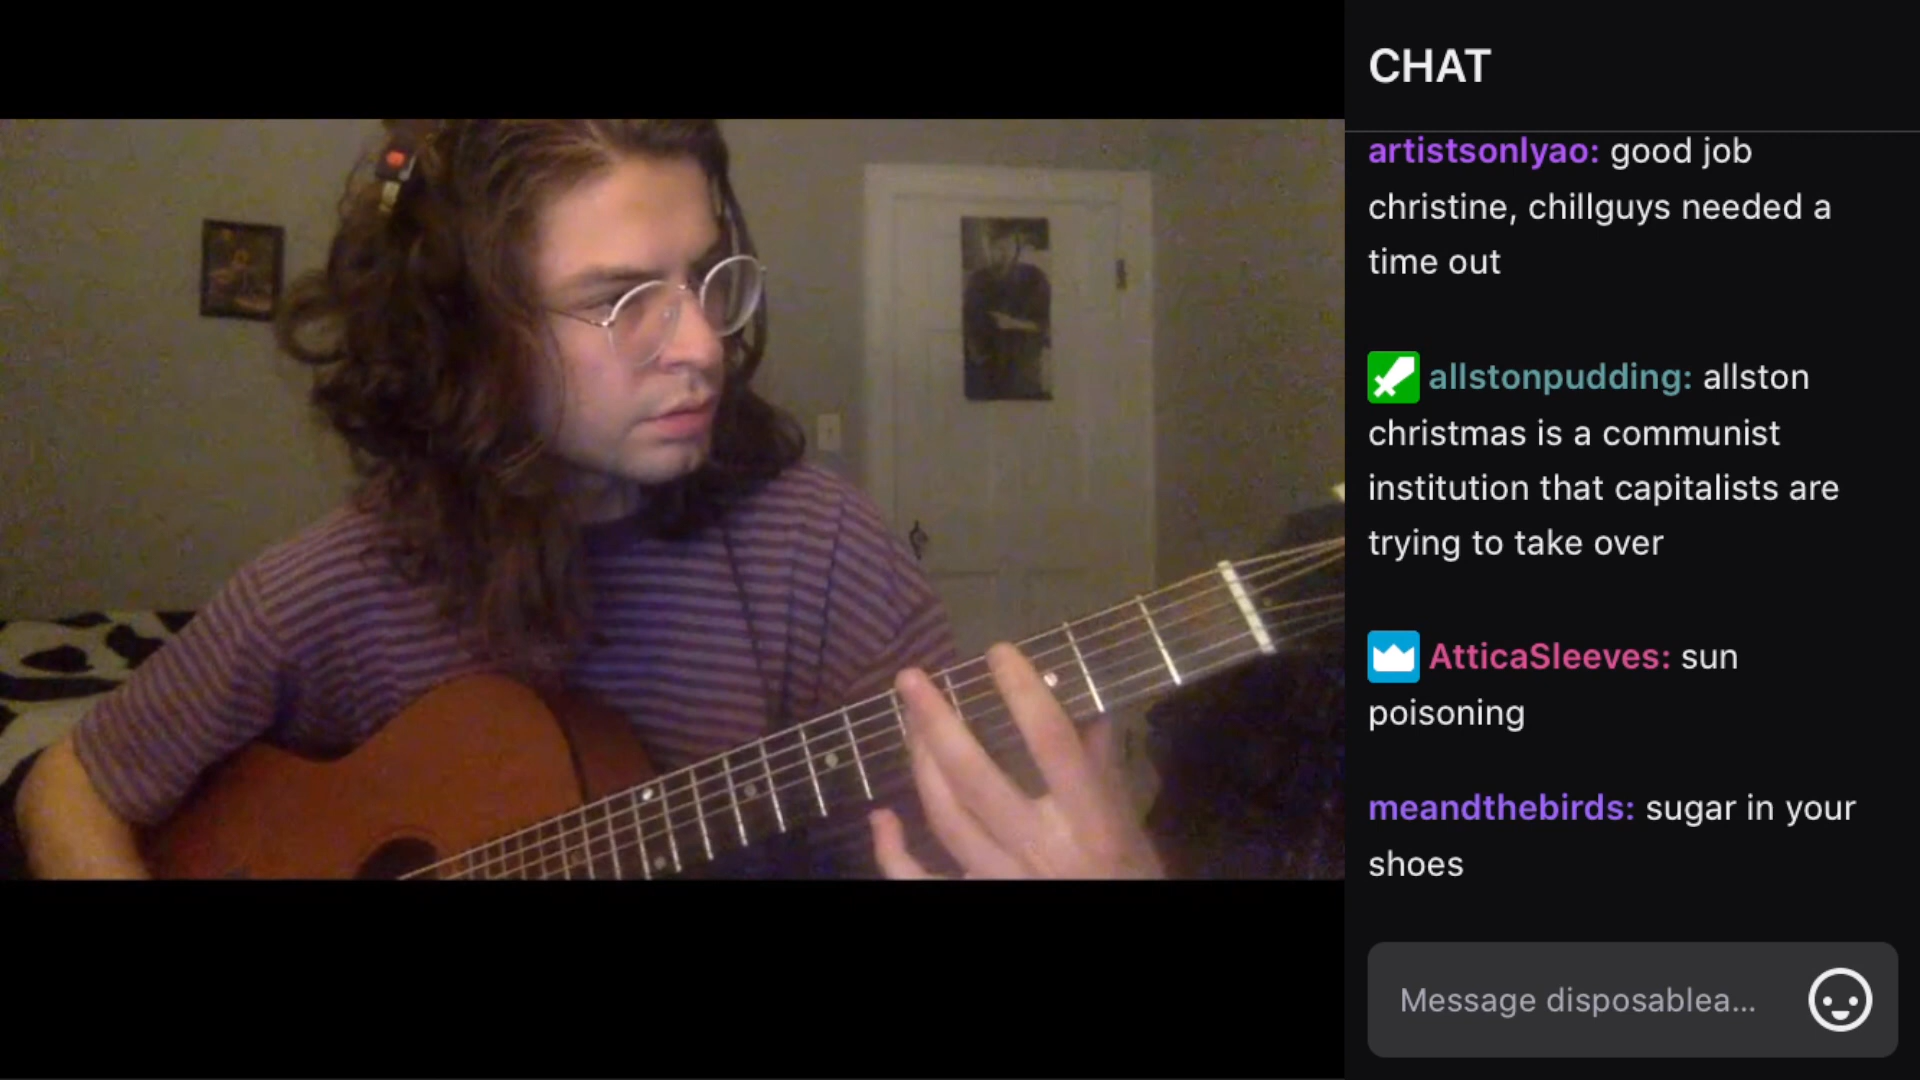 CHAT
artistsonlyao: good job
christine, chillguys needed a
time out
allstonpudding: allston
christmas is a communist
institution that capitalists are
trying to take over
AtticaSleeves: sun
poisoning
meandthebirds: sugar in your
shoes
Message disposablea...